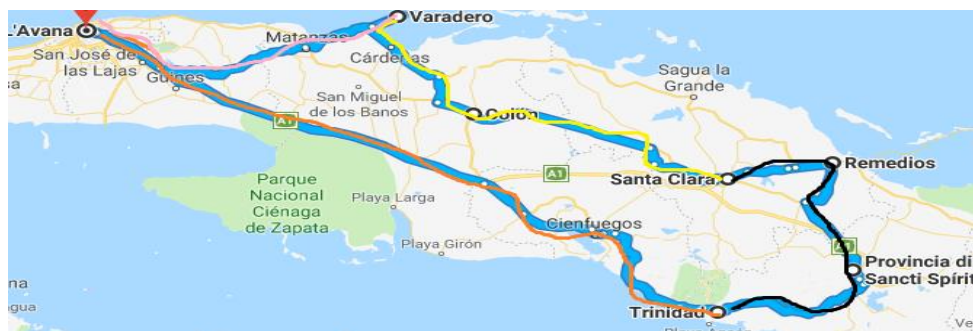 L'Avana
Varadero
Matanzas
San José de
las Lajas
Güines
Cárdenas
Sagua la
Grande
San Miguel
de los Banos
Colón
A1
Remedios
A1
Santa Clara
Parque
Nacional
Ciénaga
de Zapata
Playa Larga
Cienfuegos
Playa Girón
A1
Provincia di
Sancti Spírit
Trinidad